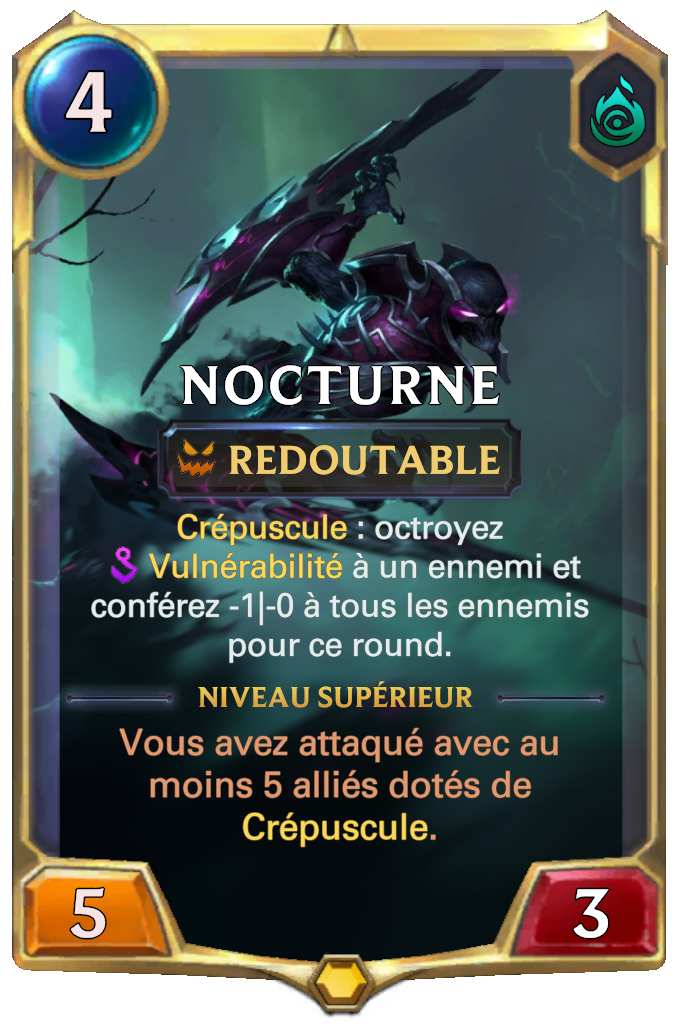 4
NOCTURNE
REDOUTABLE
Crépuscule : octroyez
Vulnérabilité à un ennemi et
conférez -1|-0 à tous les ennemis
pour ce round.
NIVEAU SUPÉRIEUR
Vous avez attaqué avec au
moins 5 alliés dotés de
Crépuscule.
5
3